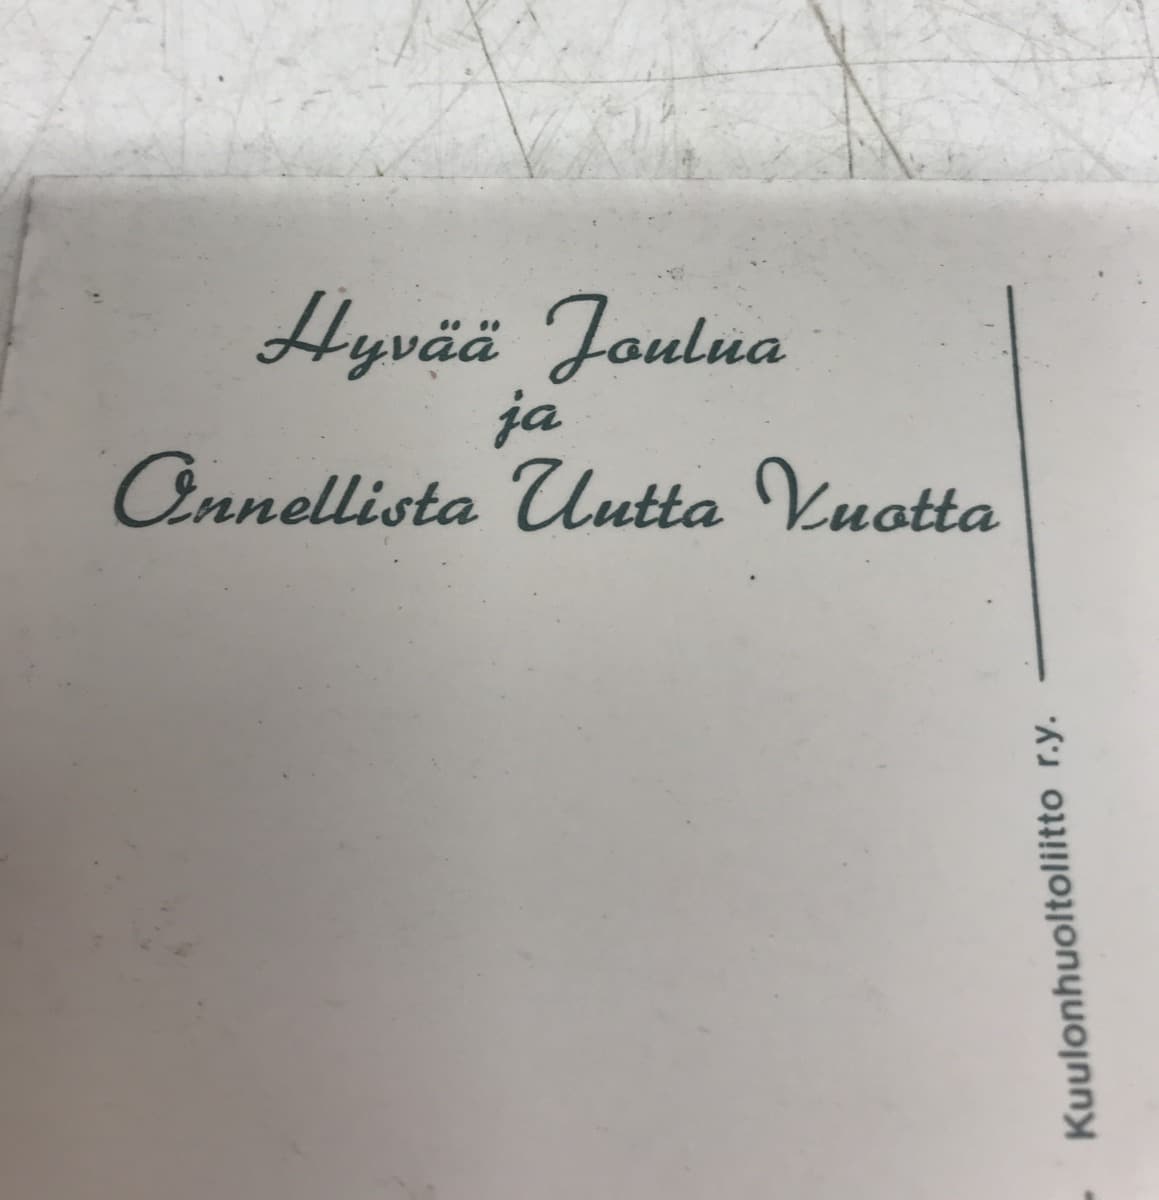 Hyvää Joulua
ja
Onnellista Uutta Vuotta
Kuulonhuoltoliitto r.y.